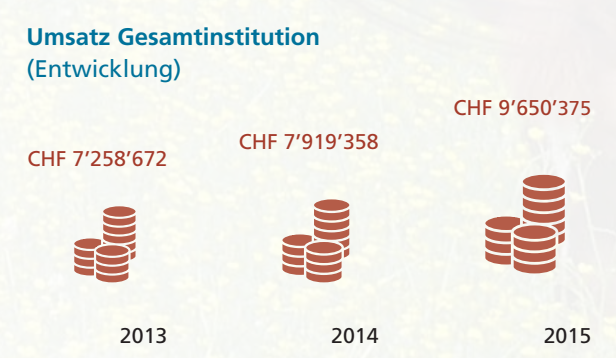 Umsatz Gesamtinstitution
(Entwicklung)
CHF 7’258’672
CHF 7’919’358
CHF 9’650’375
2013
2014
2015